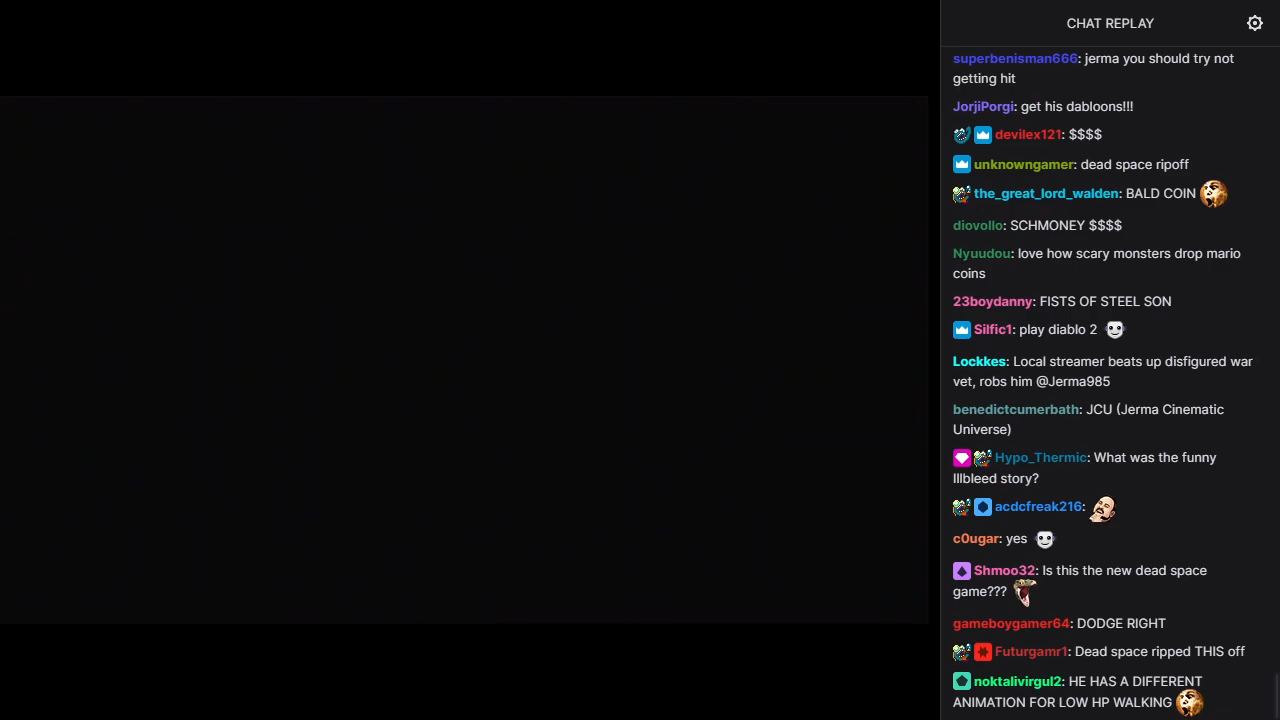 CHAT REPLAY
superbenisman666: jerma you should try not
getting hit
JorjiPorgi: get his dabloons!!!
devilex121: $$$$
unknowngamer: dead space ripoff
the_great_lord_walden: BALD COIN
diovollo: SCHMONEY $$$$
Nyuudou: love how scary monsters drop mario
coins
23boydanny: FISTS OF STEEL SON
Silfic1: play diablo 2
Lockkes: Local streamer beats up disfigured war
vet, robs him @Jerma985
benedictcumerbath: JCU (Jerma Cinematic
Universe)
Hypo_Thermic: What was the funny
Illbleed story?
acdcfreak216:
c0ugar: yes
Shmoo32: Is this the new dead space
game???
gameboygamer64: DODGE RIGHT
Futurgamr1: Dead space ripped THIS off
noktalivirgul2: HE HAS A DIFFERENT
ANIMATION FOR LOW HP WALKING